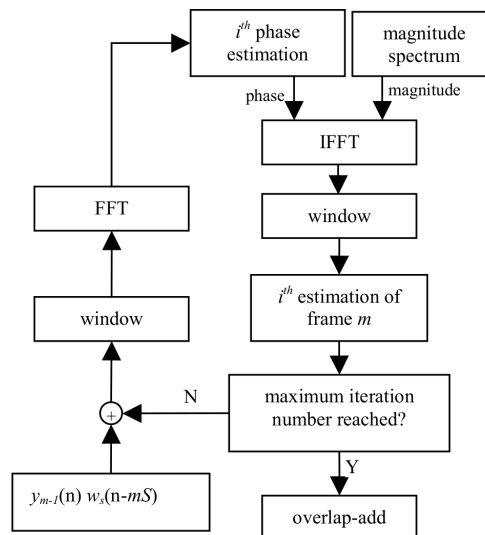 i^th phase
estimation
magnitude
spectrum
phase
magnitude
IFFT
FFT
window
window
i^th estimation of
frame m
N
maximum iteration
number reached?
+
Y
y_{m-1}(n) w_s(n-mS)
overlap-add